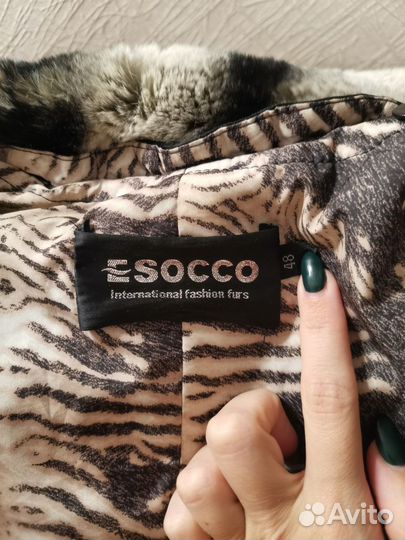 ESOCCO
International fashion furs
48
Avito